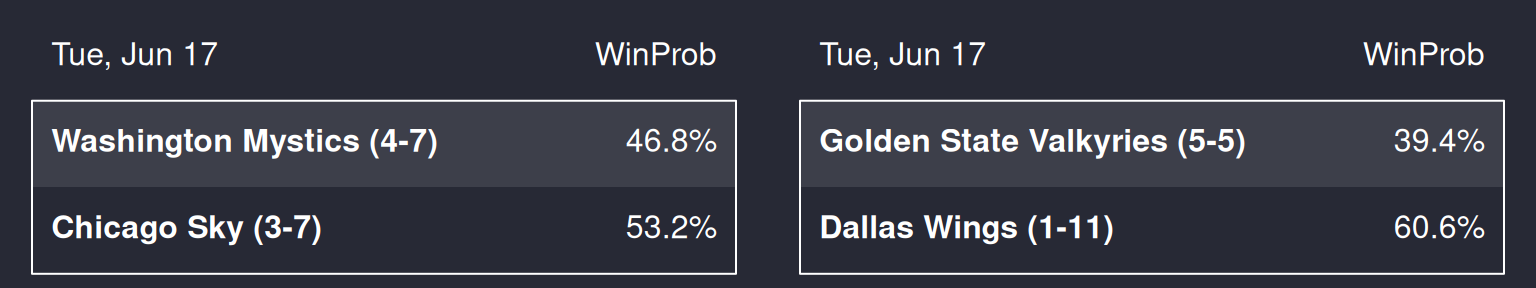 Tue, Jun 17 WinProb
Washington Mystics (4-7) 46.8%
Chicago Sky (3-7) 53.2%
Tue, Jun 17 WinProb
Golden State Valkyries (5-5) 39.4%
Dallas Wings (1-11) 60.6%